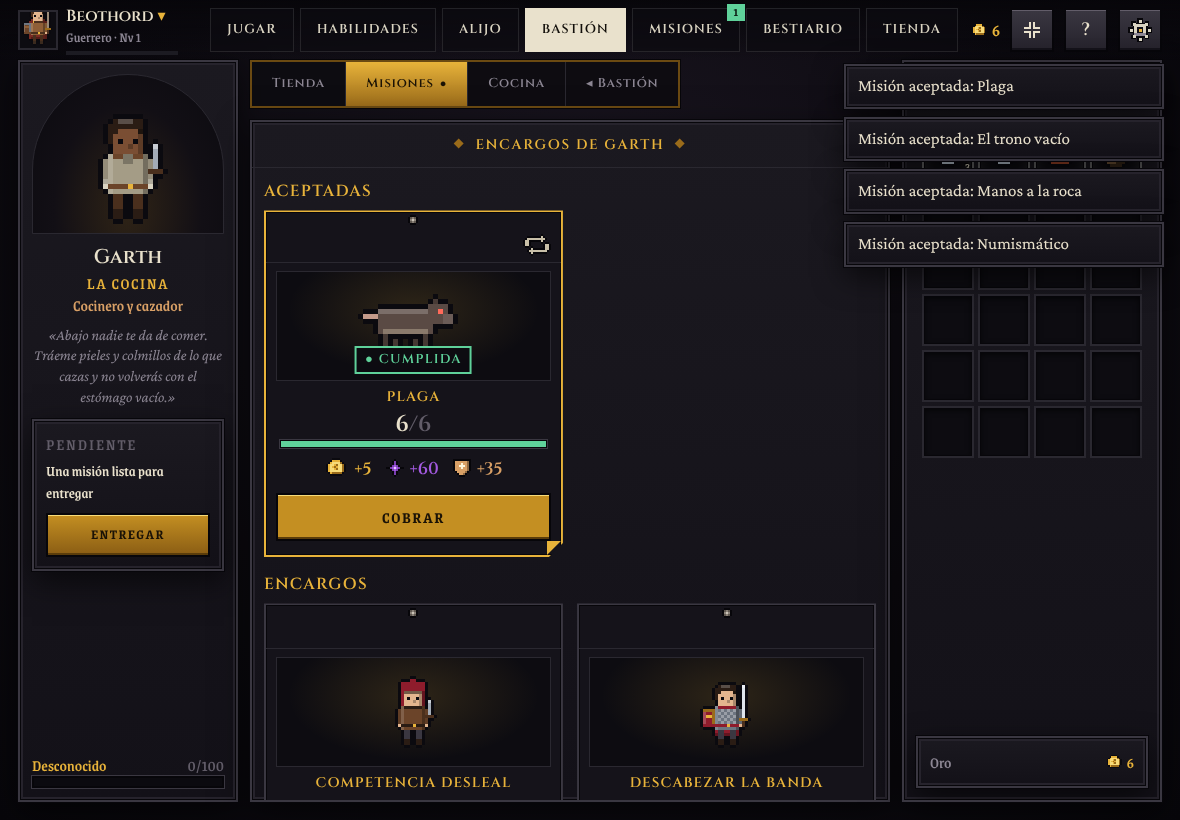 BEOTHORD ▾
Guerrero · Nv 1
JUGAR
HABILIDADES
ALIJO
BASTIÓN
MISIONES
1
BESTIARIO
TIENDA
6
?
TIENDA
MISIONES •
COCINA
◂ BASTIÓN
Misión aceptada: Plaga
Misión aceptada: El trono vacío
Misión aceptada: Manos a la roca
Misión aceptada: Numismático
GARTH
LA COCINA
Cocinero y cazador
«Abajo nadie te da de comer.
Tráeme pieles y colmillos de lo que
cazas y no volverás con el
estómago vacío.»
PENDIENTE
Una misión lista para
entregar
ENTREGAR
Desconocido 0/100
◆ ENCARGOS DE GARTH ◆
ACEPTADAS
• CUMPLIDA
PLAGA
6/6
+5 +60 +35
COBRAR
ENCARGOS
COMPETENCIA DESLEAL
DESCABEZAR LA BANDA
Oro 6